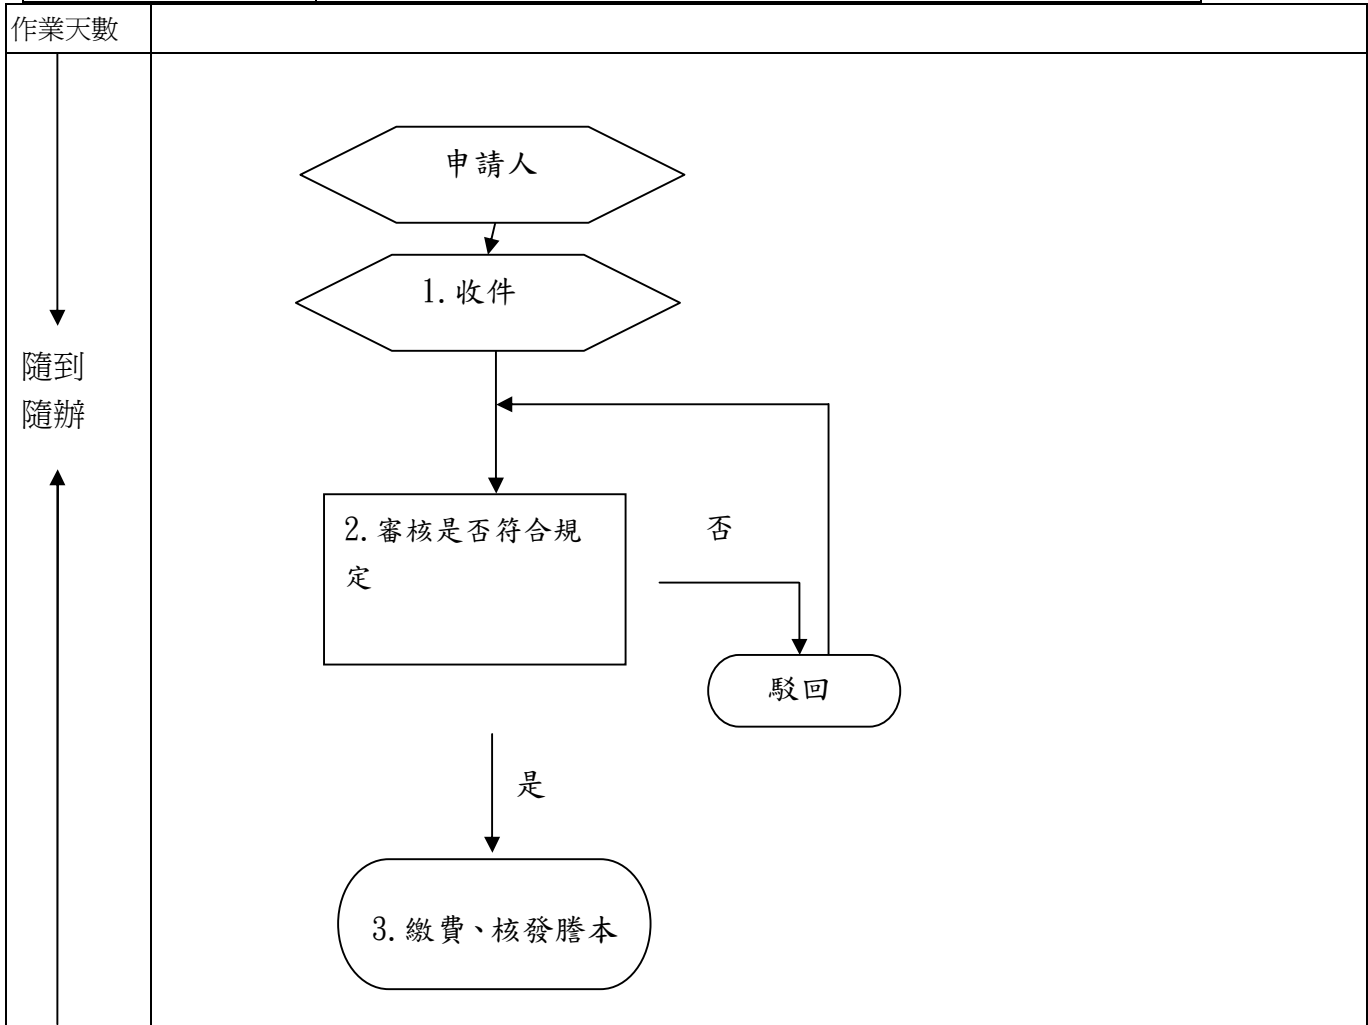 作業天數
申請人
1.收件
隨到
隨辦
2.審核是否符合規
定
否
駁回
是
3.繳費、核發謄本